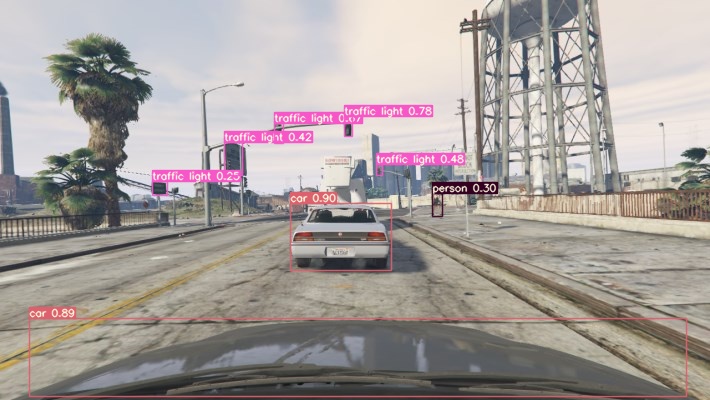 traffic light 0.78
traffic light 0.67
traffic light 0.42
traffic light 0.48
traffic light 0.25
person 0.30
car 0.90
car 0.89